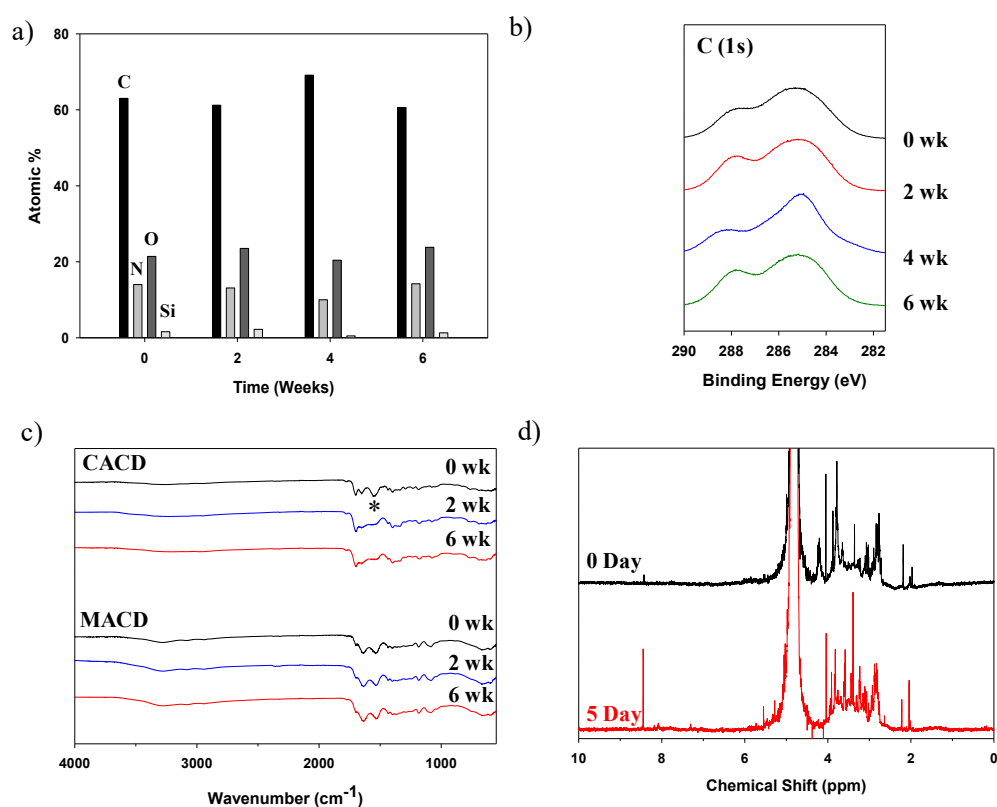 a)
80
60
40
20
0
Atomic %
C
N
O
Si
0 2 4 6
Time (Weeks)
b)
C (1s)
0 wk
2 wk
4 wk
6 wk
290 288 286 284 282
Binding Energy (eV)
c)
CACD
0 wk
*
2 wk
6 wk
MACD
0 wk
2 wk
6 wk
4000 3000 2000 1000
Wavenumber (cm⁻¹)
d)
0 Day
5 Day
10 8 6 4 2 0
Chemical Shift (ppm)